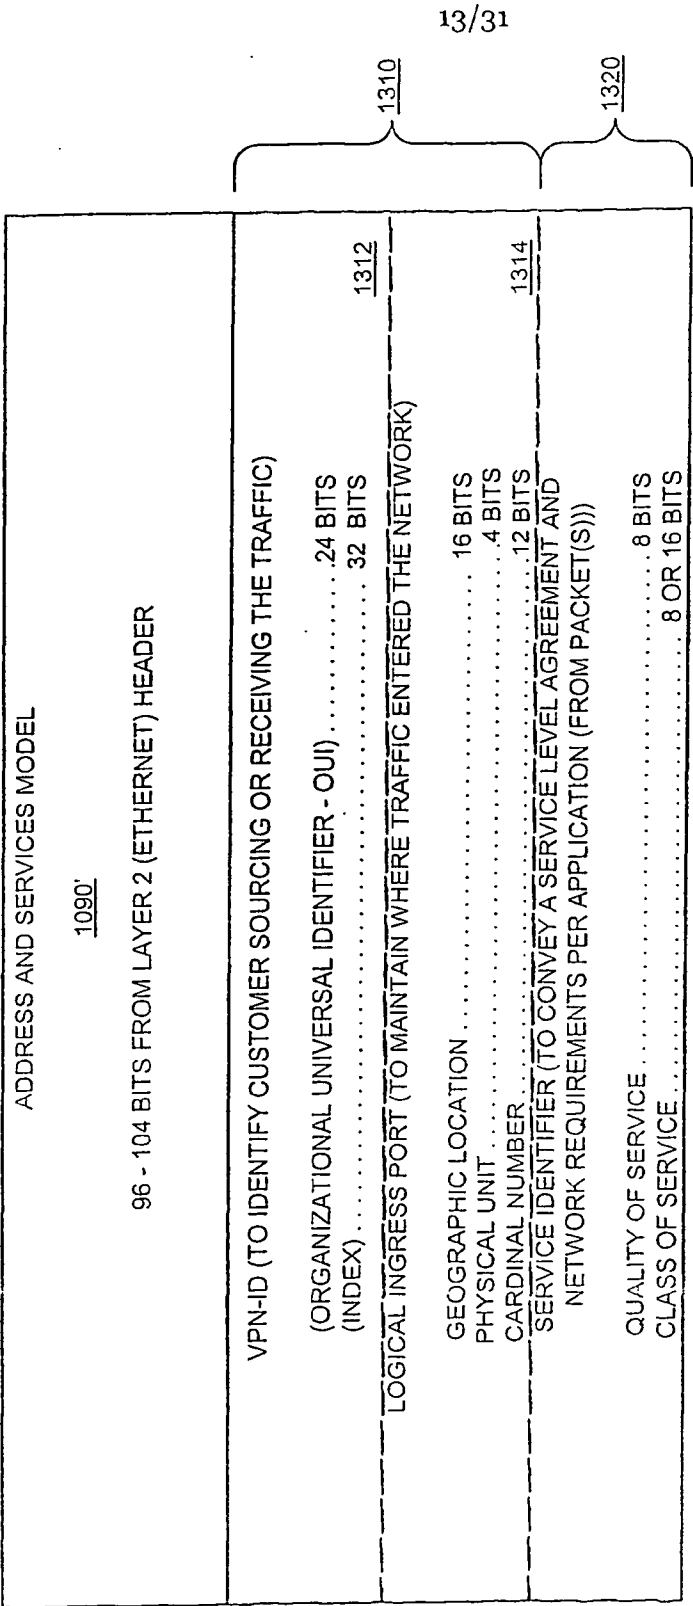 13/31
ADDRESS AND SERVICES MODEL
1090'
96 - 104 BITS FROM LAYER 2 (ETHERNET) HEADER
VPN-ID (TO IDENTIFY CUSTOMER SOURCING OR RECEIVING THE TRAFFIC)
(ORGANIZATIONAL UNIVERSAL IDENTIFIER - OUI) ................ 24 BITS
(INDEX) ................ 32 BITS
1312
LOGICAL INGRESS PORT (TO MAINTAIN WHERE TRAFFIC ENTERED THE NETWORK)
1310
GEOGRAPHIC LOCATION ................ 16 BITS
PHYSICAL UNIT ................ 4 BITS
CARDINAL NUMBER ................ 12 BITS
1314
SERVICE IDENTIFIER (TO CONVEY A SERVICE LEVEL AGREEMENT AND
NETWORK REQUIREMENTS PER APPLICATION (FROM PACKET(S)))
1320
QUALITY OF SERVICE ................ 8 BITS
CLASS OF SERVICE ................ 8 OR 16 BITS